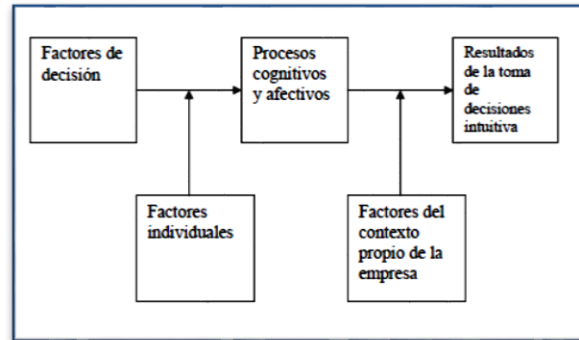 Factores de
decisión
Procesos
cognitivos
y afectivos
Resultados
de la toma
de
decisiones
intuitiva
Factores
individuales
Factores del
contexto
propio de la
empresa